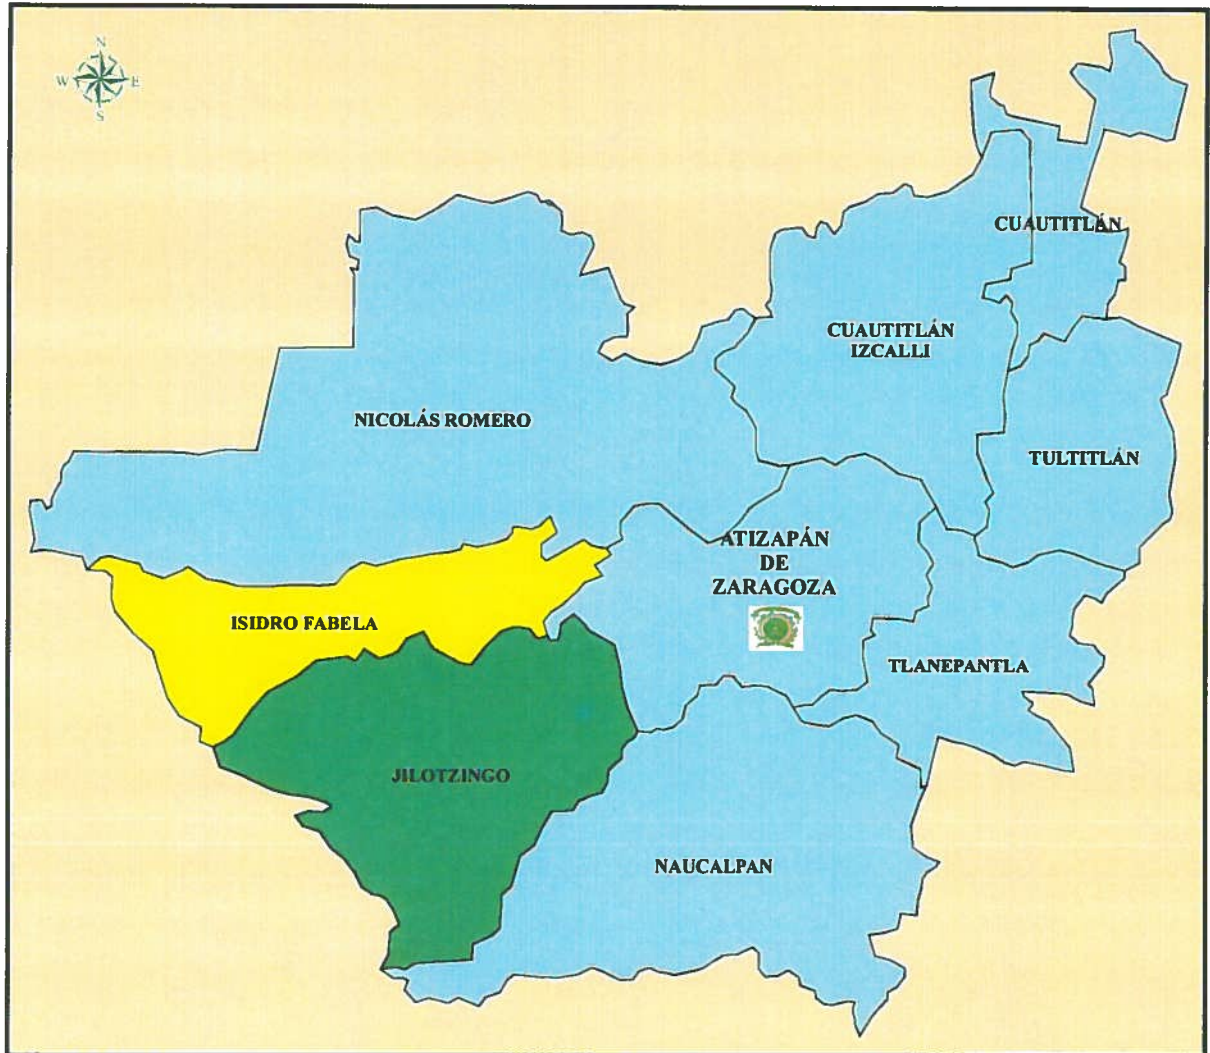 N
W E
S
CUAUTITLÁN
CUAUTITLÁN
IZCALLI
NICOLÁS ROMERO
TULTITLÁN
ATIZAPÁN
DE
ZARAGOZA
ISIDRO FABELA
TLANEPANTLA
JILOTZINGO
NAUCALPAN